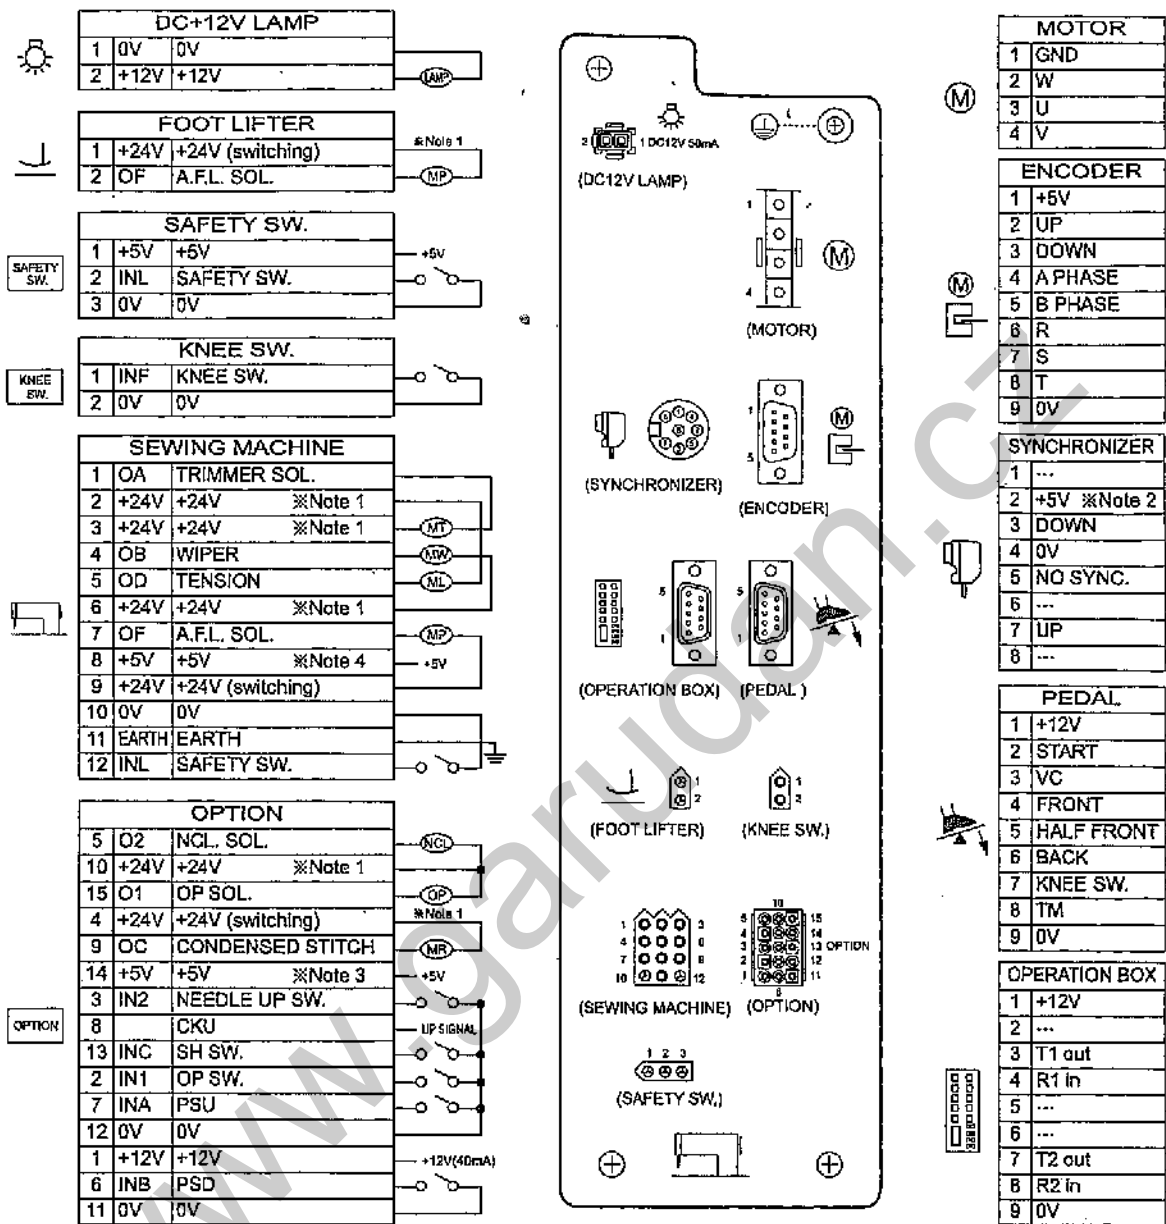 DC+12V LAMP
1 0V 0V
2 +12V +12V
LAMP
FOOT LIFTER
1 +24V +24V (switching)
2 OF A.F.L. SOL.
※Note 1
MP
SAFETY SW.
SAFETY SW.
1 +5V +5V
2 INL SAFETY SW.
3 0V 0V
+5V
KNEE SW.
KNEE SW.
1 INF KNEE SW.
2 0V 0V
SEWING MACHINE
1 OA TRIMMER SOL.
2 +24V +24V ※Note 1
3 +24V +24V ※Note 1 MT
4 OB WIPER MW
5 OD TENSION ML
6 +24V +24V ※Note 1
7 OF A.F.L. SOL. MP
8 +5V +5V ※Note 4 +5V
9 +24V +24V (switching)
10 0V 0V
11 EARTH EARTH
12 INL SAFETY SW.
OPTION
OPTION
5 O2 NCL. SOL. NCL
10 +24V +24V ※Note 1
15 O1 OP SOL. OP
※Note 1
4 +24V +24V (switching)
9 OC CONDENSED STITCH MR
14 +5V +5V ※Note 3 +5V
3 IN2 NEEDLE UP SW.
8 CKU UP SIGNAL
13 INC SH SW.
2 IN1 OP SW.
7 INA PSU
12 0V 0V
1 +12V +12V +12V(40mA)
6 INB PSD
11 0V 0V
2 1 DC12V 50mA
(DC12V LAMP)
1
4
M
(MOTOR)
(SYNCHRONIZER)
1
5
M
(ENCODER)
5
1
(OPERATION BOX)
5
1
(PEDAL)
1
2
(FOOT LIFTER)
1
2
(KNEE SW.)
1 3
4 6
7 9
10 12
(SEWING MACHINE)
10
5 15
4 14
3 13 OPTION
2 12
1 11
6
(OPTION)
1 2 3
(SAFETY SW.)
MOTOR
M
1 GND
2 W
3 U
4 V
ENCODER
M
1 +5V
2 UP
3 DOWN
4 A PHASE
5 B PHASE
6 R
7 S
8 T
9 0V
SYNCHRONIZER
1 ---
2 +5V ※Note 2
3 DOWN
4 0V
5 NO SYNC.
6 ---
7 UP
8 ---
PEDAL
1 +12V
2 START
3 VC
4 FRONT
5 HALF FRONT
6 BACK
7 KNEE SW.
8 TM
9 0V
OPERATION BOX
1 +12V
2 ---
3 T1 out
4 R1 in
5 ---
6 ---
7 T2 out
8 R2 in
9 0V
www.garudan.cz